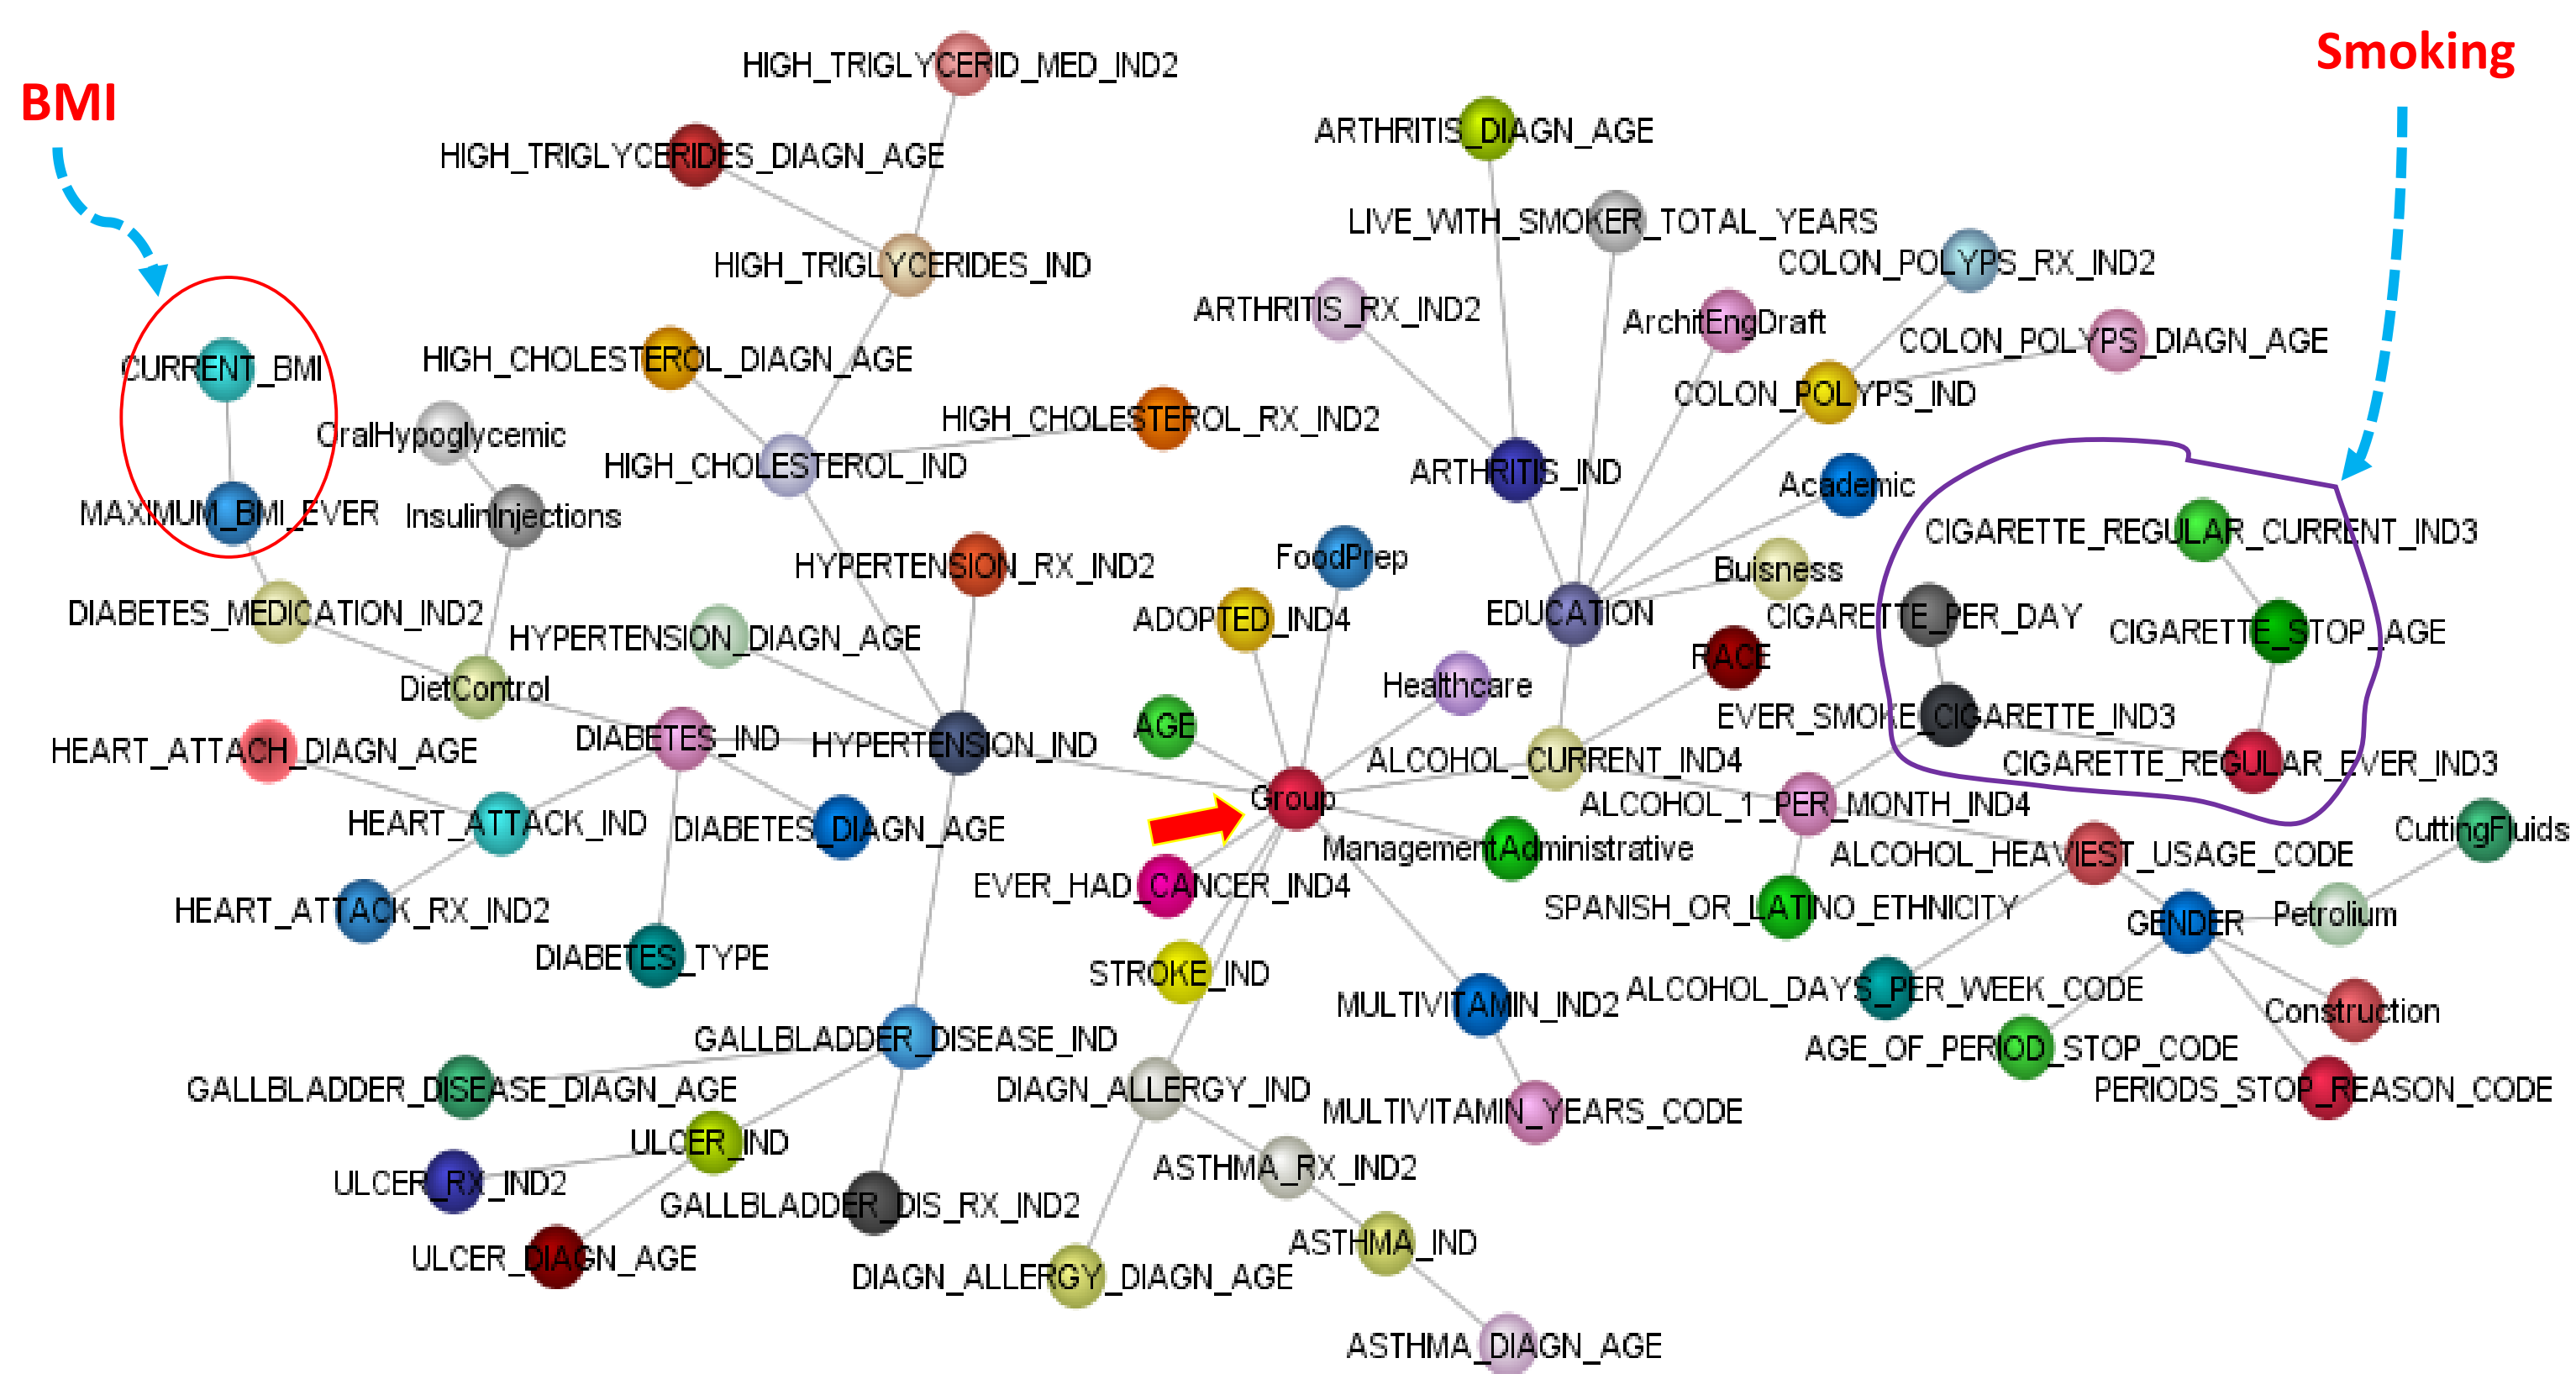 Smoking
HIGH_TRIGLYCERID_MED_IND2
BMI
ARTHRITIS_DIAGN_AGE
HIGH_TRIGLYCERIDES_DIAGN_AGE
LIVE_WITH_SMOKER_TOTAL_YEARS
COLON_POLYPS_RX_IND2
HIGH_TRIGLYCERIDES_IND
ARTHRITIS_RX_IND2
ArchitEngDraft
COLON_POLYPS_DIAGN_AGE
HIGH_CHOLESTEROL_DIAGN_AGE
CURRENT_BMI
COLON_POLYPS_IND
HIGH_CHOLESTEROL_RX_IND2
OralHypoglycemic
HIGH_CHOLESTEROL_IND
ARTHRITIS_IND
Academic
MAXIMUM_BMI_EVER
InsulinInjections
CIGARETTE_REGULAR_CURRENT_IND3
FoodPrep
HYPERTENSION_RX_IND2
Buisness
DIABETES_MEDICATION_IND2
ADOPTED_IND4
EDUCATION
CIGARETTE_PER_DAY
CIGARETTE_STOP_AGE
HYPERTENSION_DIAGN_AGE
RACE
DietControl
Healthcare
EVER_SMOKE_CIGARETTE_IND3
AGE
DIABETES_IND
HYPERTENSION_IND
HEART_ATTACH_DIAGN_AGE
ALCOHOL_CURRENT_IND4
CIGARETTE_REGULAR_EVER_IND3
Group
ALCOHOL_1_PER_MONTH_IND4
HEART_ATTACK_IND
DIABETES_DIAGN_AGE
CuttingFluids
ManagementAdministrative
ALCOHOL_HEAVIEST_USAGE_CODE
EVER_HAD_CANCER_IND4
HEART_ATTACK_RX_IND2
SPANISH_OR_LATINO_ETHNICITY
GENDER
Petrolium
DIABETES_TYPE
STROKE_IND
ALCOHOL_DAYS_PER_WEEK_CODE
MULTIVITAMIN_IND2
Construction
GALLBLADDER_DISEASE_IND
AGE_OF_PERIOD_STOP_CODE
GALLBLADDER_DISEASE_DIAGN_AGE
DIAGN_ALLERGY_IND
PERIODS_STOP_REASON_CODE
MULTIVITAMIN_YEARS_CODE
ULCER_IND
ASTHMA_RX_IND2
ULCER_RX_IND2
GALLBLADDER_DIS_RX_IND2
ASTHMA_IND
ULCER_DIAGN_AGE
DIAGN_ALLERGY_DIAGN_AGE
ASTHMA_DIAGN_AGE